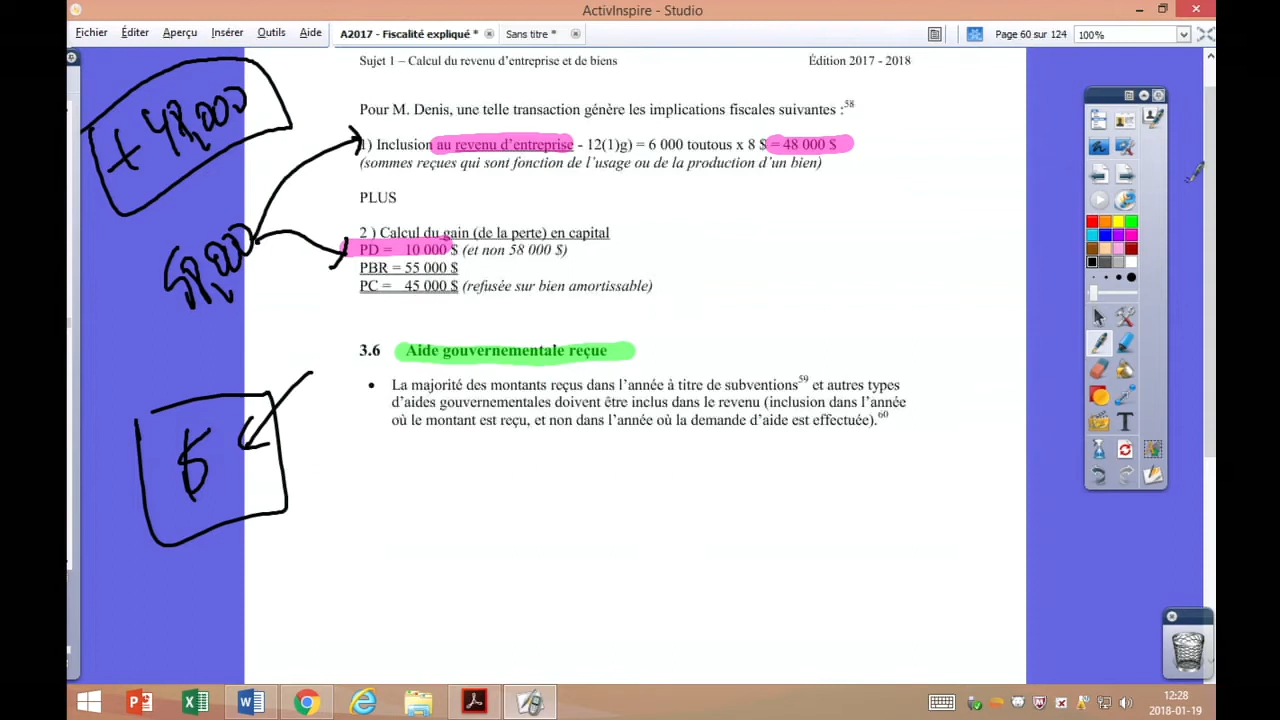 ActivInspire - Studio
Fichier Éditer Aperçu Insérer Outils Aide
A2017 - Fiscalité expliqué *
Sans titre *
Page 60 sur 124
100%
Sujet 1 – Calcul du revenu d'entreprise et de biens
Édition 2017 - 2018
Pour M. Denis, une telle transaction génère les implications fiscales suivantes :58
1) Inclusion au revenu d'entreprise - 12(1)g) = 6 000 toutous x 8 $ = 48 000 $
(sommes reçues qui sont fonction de l'usage ou de la production d'un bien)
PLUS
2 ) Calcul du gain (de la perte) en capital
PD = 10 000 $ (et non 58 000 $)
PBR = 55 000 $
PC = 45 000 $ (refusée sur bien amortissable)
3.6 Aide gouvernementale reçue
• La majorité des montants reçus dans l'année à titre de subventions59 et autres types
d'aides gouvernementales doivent être inclus dans le revenu (inclusion dans l'année
où le montant est reçu, et non dans l'année où la demande d'aide est effectuée).60
+ 48,000
58,000
12:28
2018-01-19